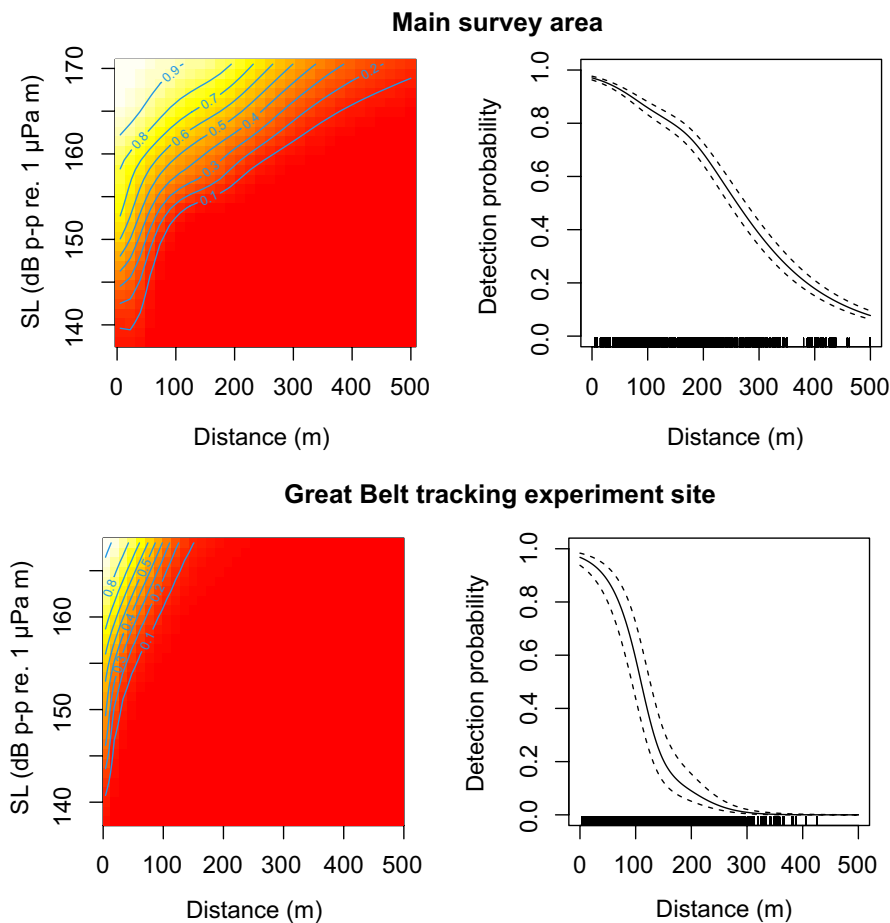 Main survey area
SL (dB p-p re. 1 µPa m)
170
160
150
140
0.9
0.8
0.7
0.6
0.5
0.4
0.3
0.2
0.1
0 100 200 300 400 500
Distance (m)
Detection probability
1.0
0.8
0.6
0.4
0.2
0.0
0 100 200 300 400 500
Distance (m)
Great Belt tracking experiment site
SL (dB p-p re. 1 µPa m)
160
150
140
0.8
0.5
0.4
0.1
0 100 200 300 400 500
Distance (m)
Detection probability
1.0
0.8
0.6
0.4
0.2
0.0
0 100 200 300 400 500
Distance (m)